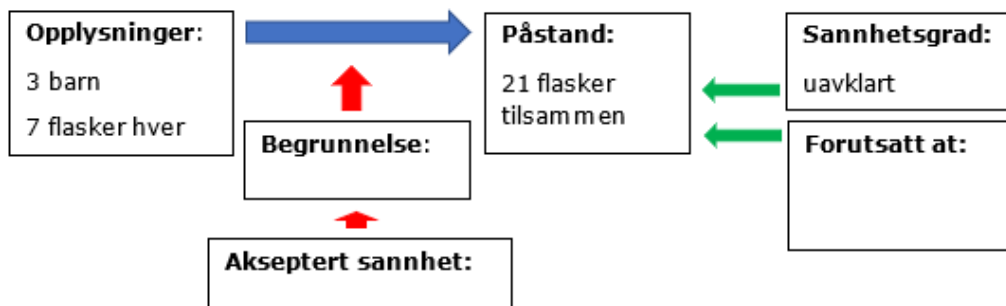 Opplysninger:
3 barn
7 flasker hver
Begrunnelse:
Akseptert sannhet:
Påstand:
21 flasker
tilsammen
Sannhetsgrad:
uavklart
Forutsatt at: